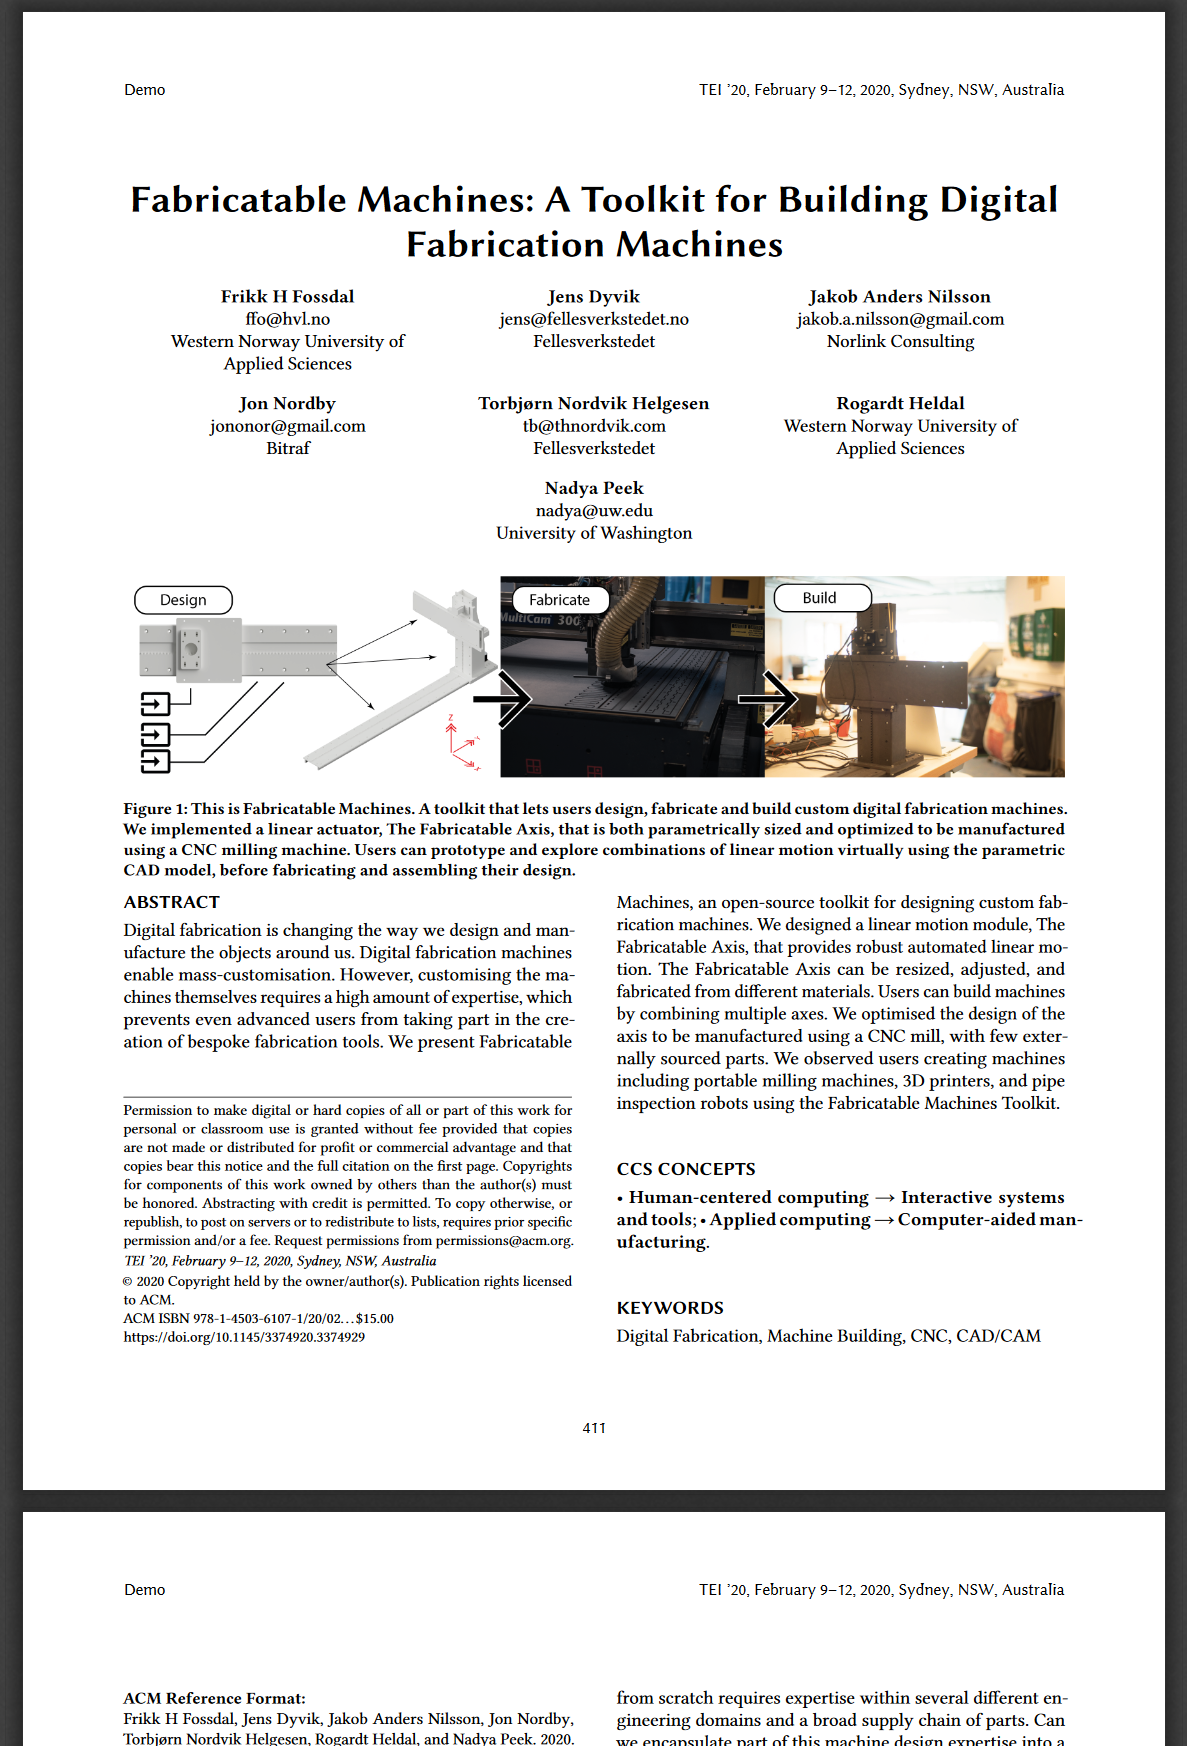 Demo
TEI ’20, February 9–12, 2020, Sydney, NSW, Australia
Fabricatable Machines: A Toolkit for Building Digital
Fabrication Machines
Frikk H Fossdal
ffo@hvl.no
Western Norway University of
Applied Sciences
Jens Dyvik
jens@fellesverkstedet.no
Fellesverkstedet
Jakob Anders Nilsson
jakob.a.nilsson@gmail.com
Norlink Consulting
Jon Nordby
jononor@gmail.com
Bitraf
Torbjørn Nordvik Helgesen
tb@thnordvik.com
Fellesverkstedet
Rogardt Heldal
Western Norway University of
Applied Sciences
Nadya Peek
nadya@uw.edu
University of Washington
Design
Z
Fabricate
MultiCam 300
Build
Figure 1: This is Fabricatable Machines. A toolkit that lets users design, fabricate and build custom digital fabrication machines.
We implemented a linear actuator, The Fabricatable Axis, that is both parametrically sized and optimized to be manufactured
using a CNC milling machine. Users can prototype and explore combinations of linear motion virtually using the parametric
CAD model, before fabricating and assembling their design.
ABSTRACT
Digital fabrication is changing the way we design and man-
ufacture the objects around us. Digital fabrication machines
enable mass-customisation. However, customising the ma-
chines themselves requires a high amount of expertise, which
prevents even advanced users from taking part in the cre-
ation of bespoke fabrication tools. We present Fabricatable
Permission to make digital or hard copies of all or part of this work for
personal or classroom use is granted without fee provided that copies
are not made or distributed for profit or commercial advantage and that
copies bear this notice and the full citation on the first page. Copyrights
for components of this work owned by others than the author(s) must
be honored. Abstracting with credit is permitted. To copy otherwise, or
republish, to post on servers or to redistribute to lists, requires prior specific
permission and/or a fee. Request permissions from permissions@acm.org.
TEI ’20, February 9–12, 2020, Sydney, NSW, Australia
© 2020 Copyright held by the owner/author(s). Publication rights licensed
to ACM.
ACM ISBN 978-1-4503-6107-1/20/02…$15.00
https://doi.org/10.1145/3374920.3374929
Machines, an open-source toolkit for designing custom fab-
rication machines. We designed a linear motion module, The
Fabricatable Axis, that provides robust automated linear mo-
tion. The Fabricatable Axis can be resized, adjusted, and
fabricated from different materials. Users can build machines
by combining multiple axes. We optimised the design of the
axis to be manufactured using a CNC mill, with few exter-
nally sourced parts. We observed users creating machines
including portable milling machines, 3D printers, and pipe
inspection robots using the Fabricatable Machines Toolkit.
CCS CONCEPTS
• Human-centered computing → Interactive systems
and tools; • Applied computing → Computer-aided man-
ufacturing.
KEYWORDS
Digital Fabrication, Machine Building, CNC, CAD/CAM
411
Demo
TEI ’20, February 9–12, 2020, Sydney, NSW, Australia
ACM Reference Format:
Frikk H Fossdal, Jens Dyvik, Jakob Anders Nilsson, Jon Nordby,
Torbjørn Nordvik Helgesen, Rogardt Heldal, and Nadya Peek. 2020.
from scratch requires expertise within several different en-
gineering domains and a broad supply chain of parts. Can
we encapsulate part of this machine design expertise into a